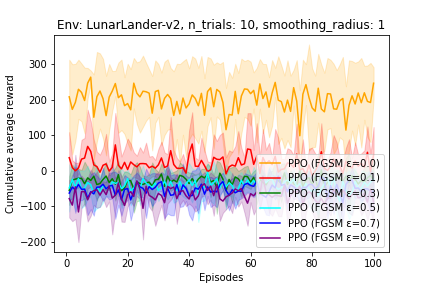 Env: LunarLander-v2, n_trials: 10, smoothing_radius: 1
Cumulative average reward
300
200
100
0
−100
−200
PPO (FGSM ε=0.0)
PPO (FGSM ε=0.1)
PPO (FGSM ε=0.3)
PPO (FGSM ε=0.5)
PPO (FGSM ε=0.7)
PPO (FGSM ε=0.9)
0 20 40 60 80 100
Episodes